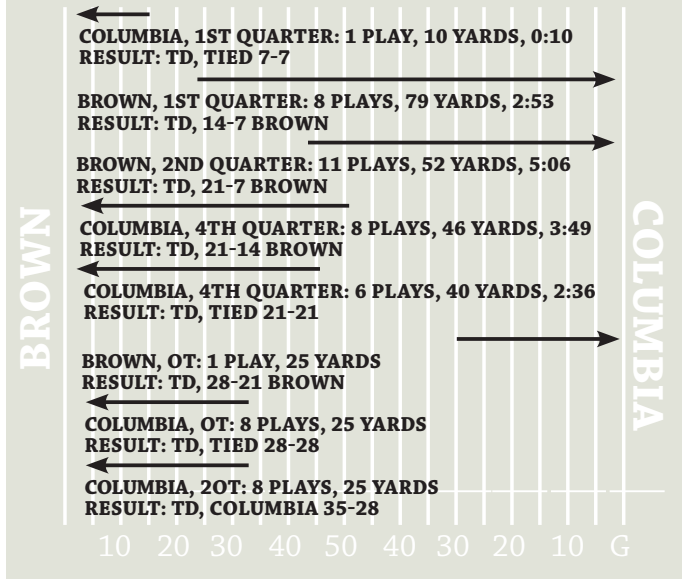 COLUMBIA, 1ST QUARTER: 1 PLAY, 10 YARDS, 0:10
RESULT: TD, TIED 7-7
BROWN, 1ST QUARTER: 8 PLAYS, 79 YARDS, 2:53
RESULT: TD, 14-7 BROWN
BROWN, 2ND QUARTER: 11 PLAYS, 52 YARDS, 5:06
RESULT: TD, 21-7 BROWN
COLUMBIA, 4TH QUARTER: 8 PLAYS, 46 YARDS, 3:49
RESULT: TD, 21-14 BROWN
COLUMBIA, 4TH QUARTER: 6 PLAYS, 40 YARDS, 2:36
RESULT: TD, TIED 21-21
BROWN, OT: 1 PLAY, 25 YARDS
RESULT: TD, 28-21 BROWN
COLUMBIA, OT: 8 PLAYS, 25 YARDS
RESULT: TD, TIED 28-28
COLUMBIA, 2OT: 8 PLAYS, 25 YARDS
RESULT: TD, COLUMBIA 35-28
BROWN
COLUMBIA
10 20 30 40 50 40 30 20 10 G